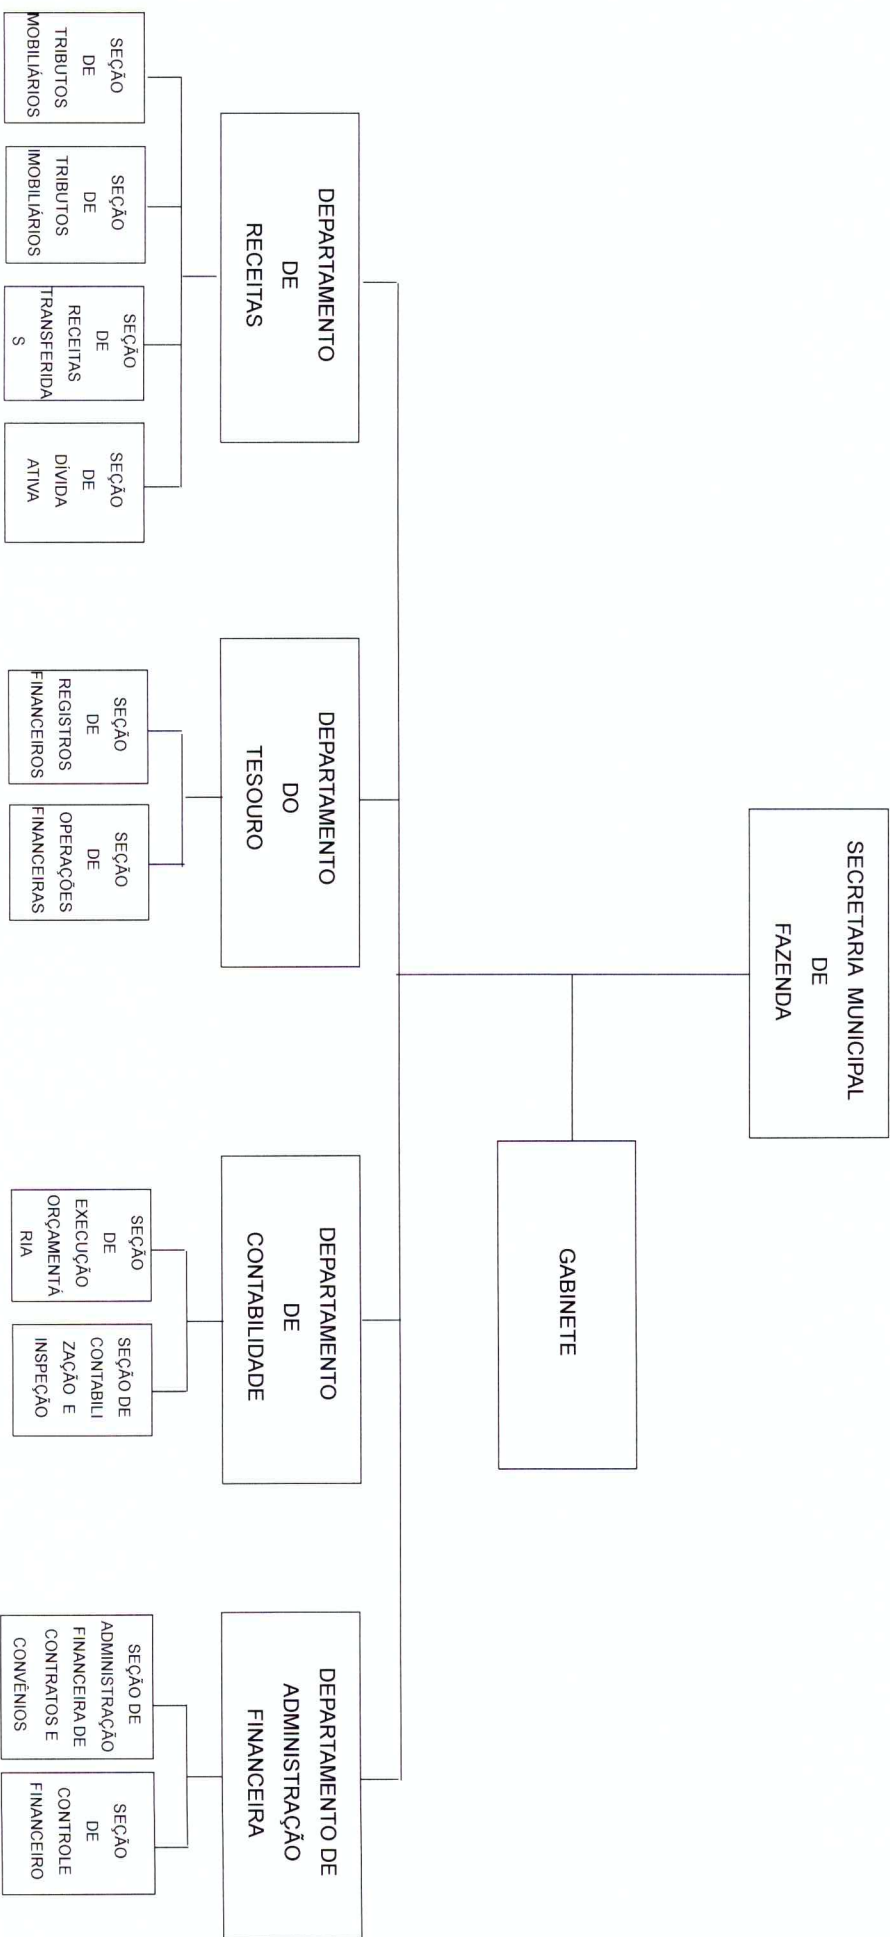 SECRETARIA MUNICIPAL
DE
FAZENDA
GABINETE
DEPARTAMENTO
DE
RECEITAS
DEPARTAMENTO
DO
TESOURO
DEPARTAMENTO
DE
CONTABILIDADE
DEPARTAMENTO DE
ADMINISTRAÇÃO
FINANCEIRA
SEÇÃO
DE
TRIBUTOS
MOBILIÁRIOS
SEÇÃO
DE
TRIBUTOS
IMOBILIÁRIOS
SEÇÃO
DE
RECEITAS
TRANSFERIDA
S
SEÇÃO
DE
DÍVIDA
ATIVA
SEÇÃO
DE
REGISTROS
FINANCEIROS
SEÇÃO
DE
OPERAÇÕES
FINANCEIRAS
SEÇÃO
DE
EXECUÇÃO
ORÇAMENTÁ
RIA
SEÇÃO DE
CONTABILI
ZAÇÃO E
INSPEÇÃO
SEÇÃO DE
ADMINISTRAÇÃO
FINANCEIRA DE
CONTRATOS E
CONVÊNIOS
SEÇÃO
DE
CONTROLE
FINANCEIRO